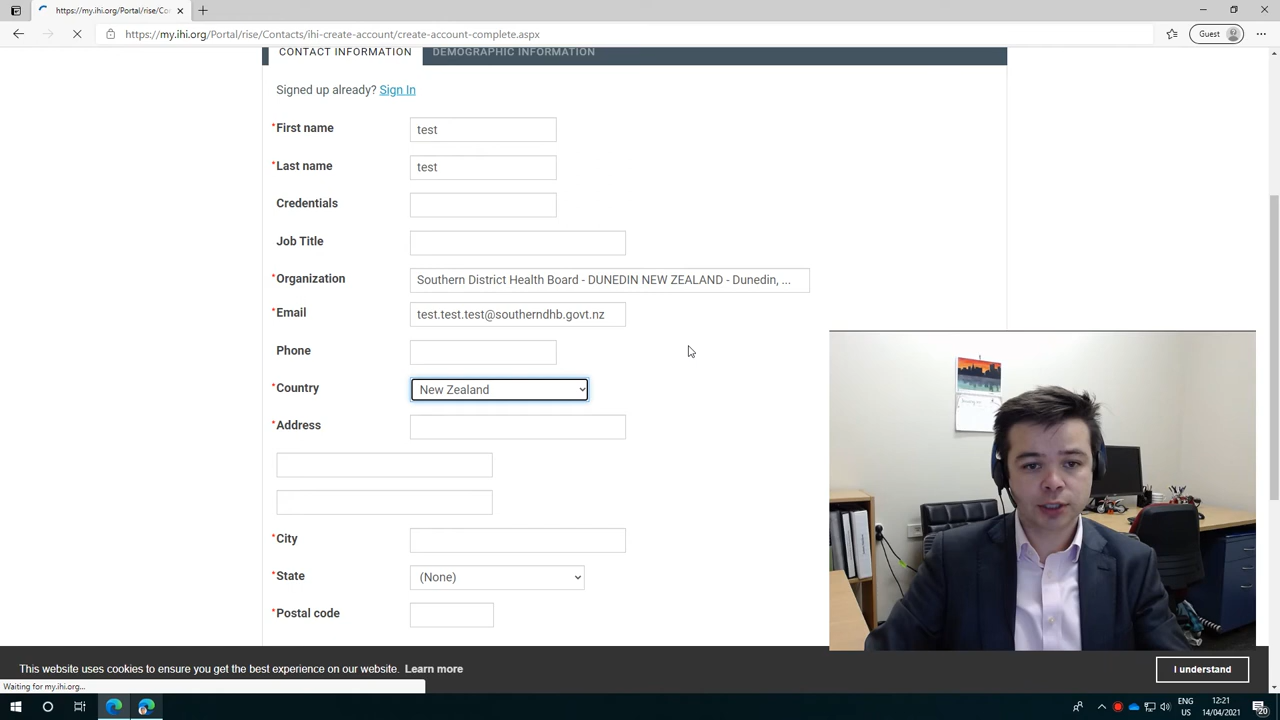 https://my.ihi.org/Portal/rise/Co
https://my.ihi.org/Portal/rise/Contacts/ihi-create-account/create-account-complete.aspx
Guest
CONTACT INFORMATION
DEMOGRAPHIC INFORMATION
Signed up already? Sign In
*First name
test
*Last name
test
Credentials
Job Title
*Organization
Southern District Health Board - DUNEDIN NEW ZEALAND - Dunedin, ...
*Email
test.test.test@southerndhb.govt.nz
Phone
*Country
New Zealand
*Address
*City
*State
(None)
*Postal code
This website uses cookies to ensure you get the best experience on our website. Learn more
I understand
Waiting for my.ihi.org...
ENG
US
12:21
14/04/2021
20